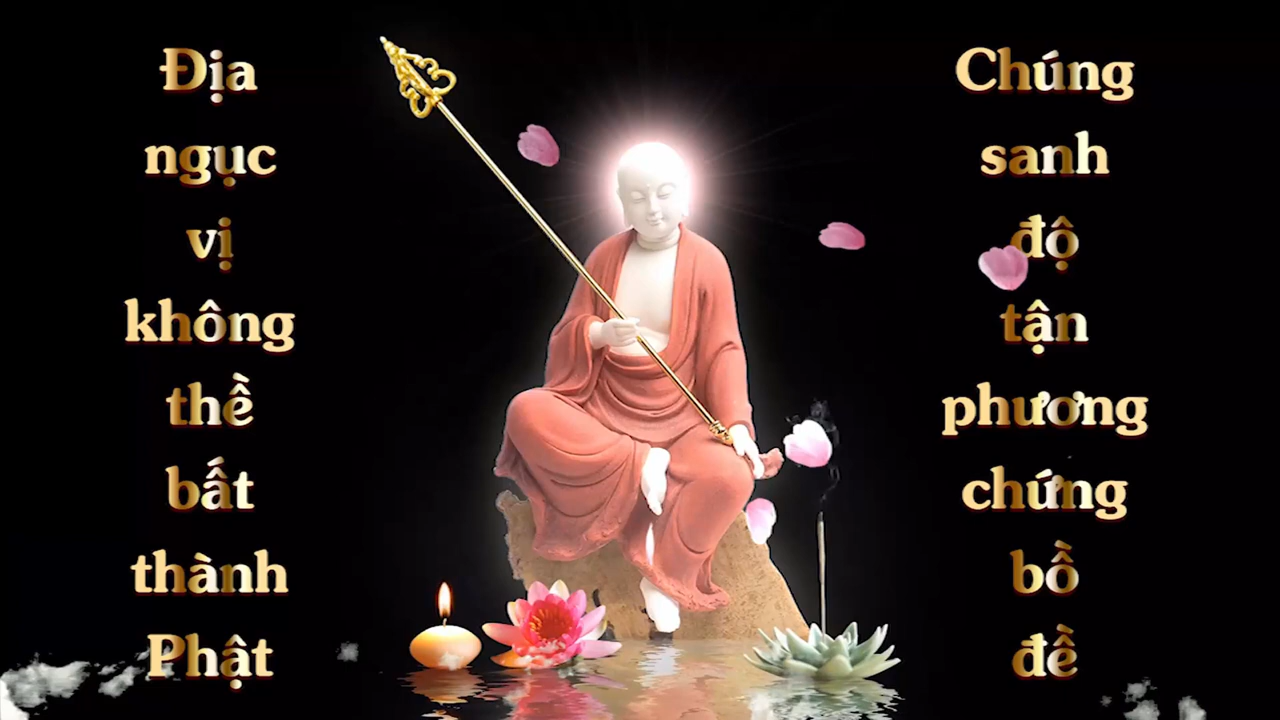 Địa
ngục
vị
không
thề
bất
thành
Phật
Chúng
sanh
độ
tận
phương
chứng
bồ
đề